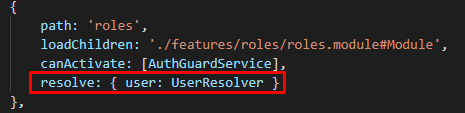 {
path: 'roles',
loadChildren: './features/roles/roles.module#Module',
canActivate: [AuthGuardService],
resolve: { user: UserResolver }
},